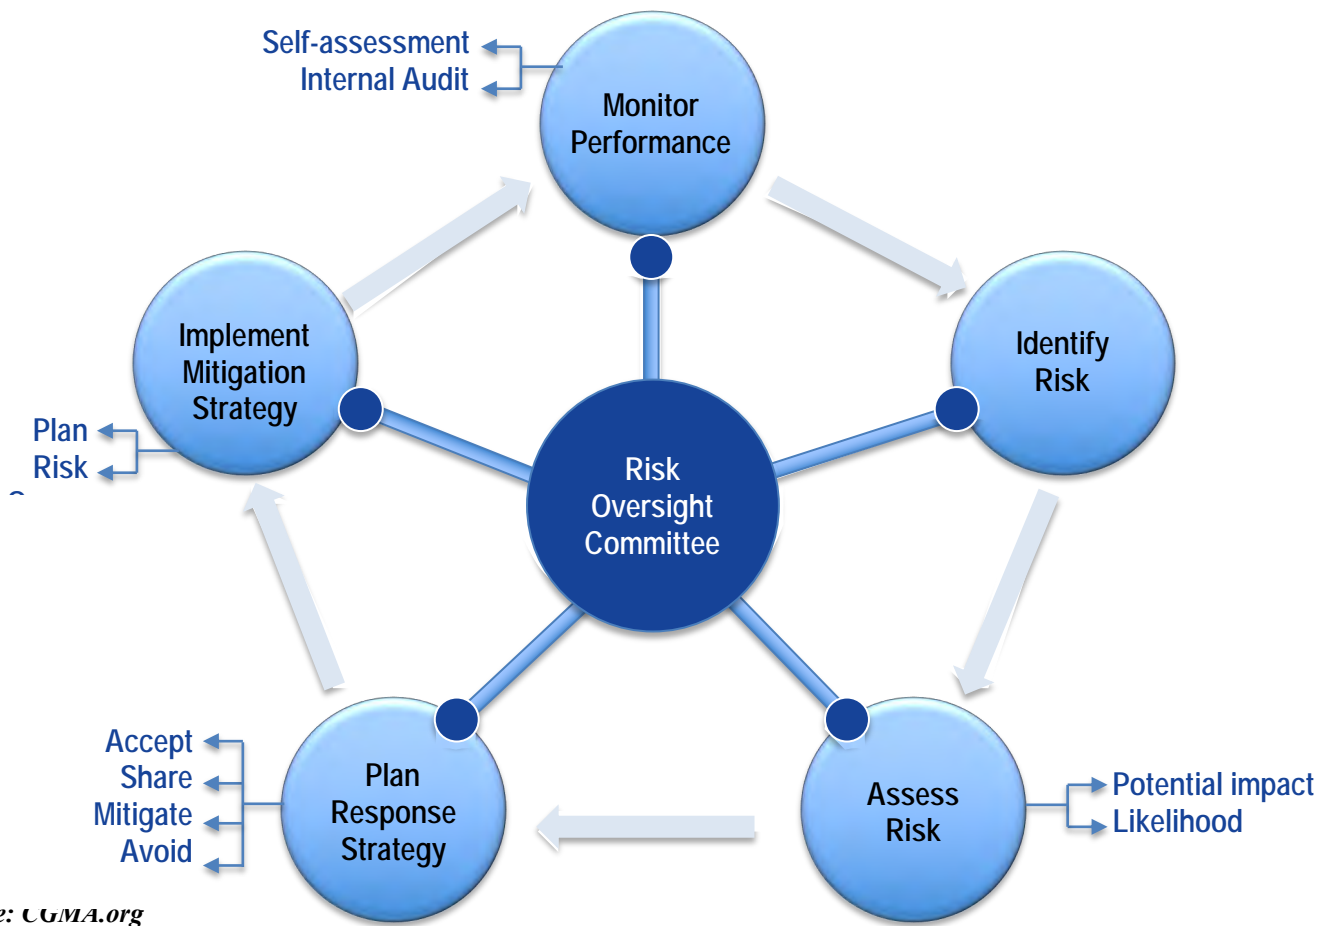 Self-assessment
Internal Audit
Monitor
Performance
Identify
Risk
Implement
Mitigation
Strategy
Plan
Risk
Risk
Oversight
Committee
Accept
Share
Mitigate
Avoid
Plan
Response
Strategy
Assess
Risk
Potential impact
Likelihood
CGMA.org